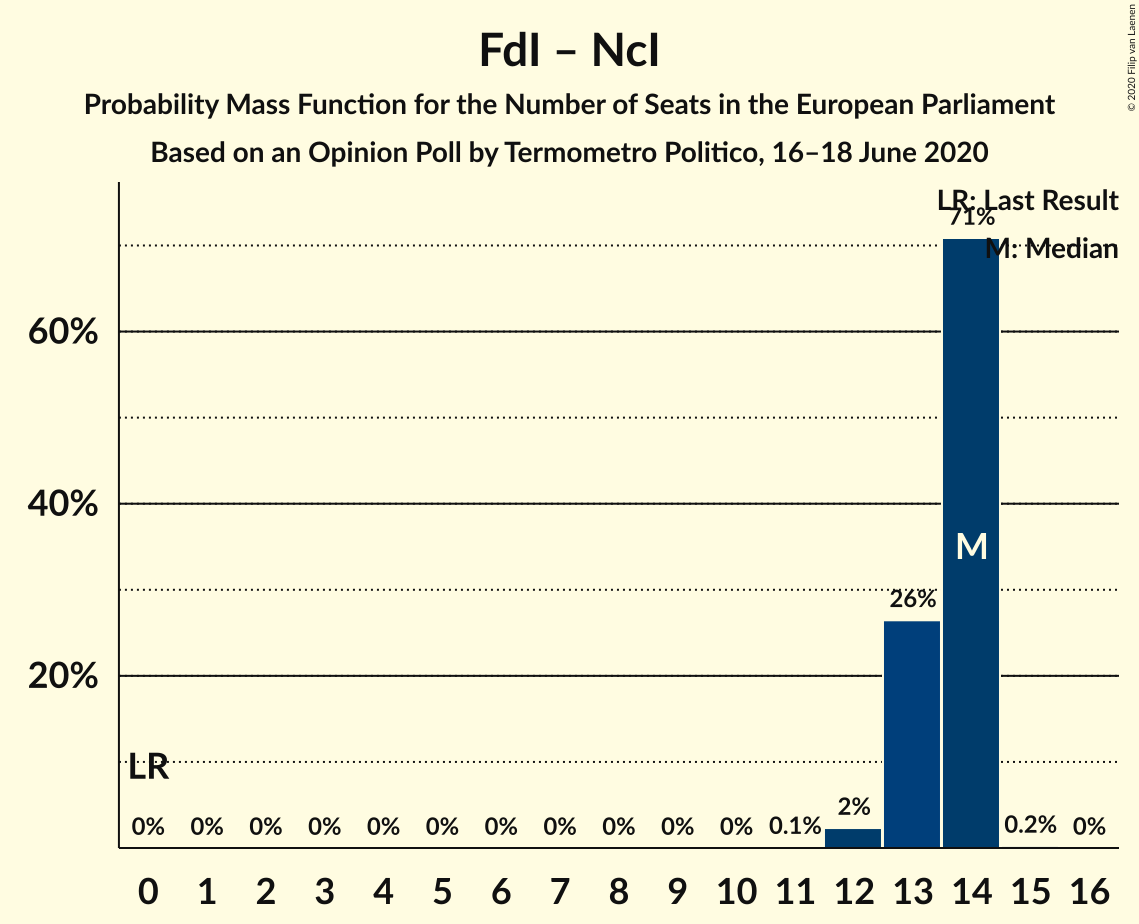 FdI – NcI
Probability Mass Function for the Number of Seats in the European Parliament
Based on an Opinion Poll by Termometro Politico, 16–18 June 2020
© 2020 Filip van Laenen
LR: Last Result
71%
M: Median
60%
40%
M
26%
20%
LR
0% 0% 0% 0% 0% 0% 0% 0% 0% 0% 0% 0.1% 2% 0.2% 0%
0 1 2 3 4 5 6 7 8 9 10 11 12 13 14 15 16